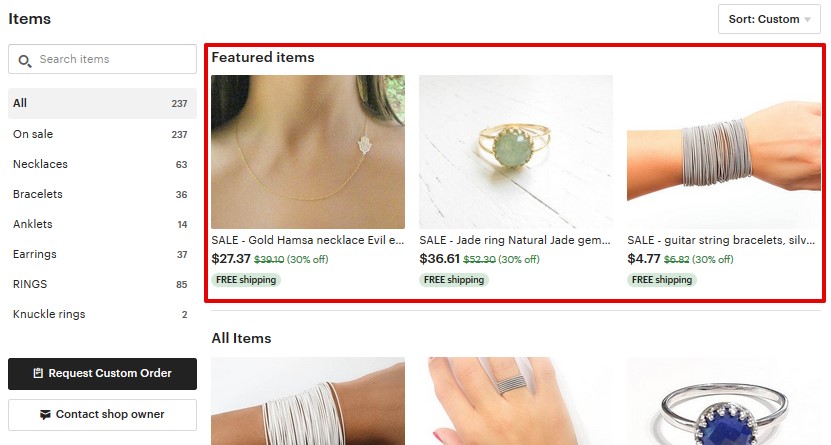 Items
Sort: Custom
Search items
All 237
On sale 237
Necklaces 63
Bracelets 36
Anklets 14
Earrings 37
RINGS 85
Knuckle rings 2
Request Custom Order
Contact shop owner
Featured items
SALE - Gold Hamsa necklace Evil e...
$27.37 $39.10 (30% off)
FREE shipping
SALE - Jade ring Natural Jade gem...
$36.61 $52.30 (30% off)
FREE shipping
SALE - guitar string bracelets, silv...
$4.77 $6.82 (30% off)
FREE shipping
All Items